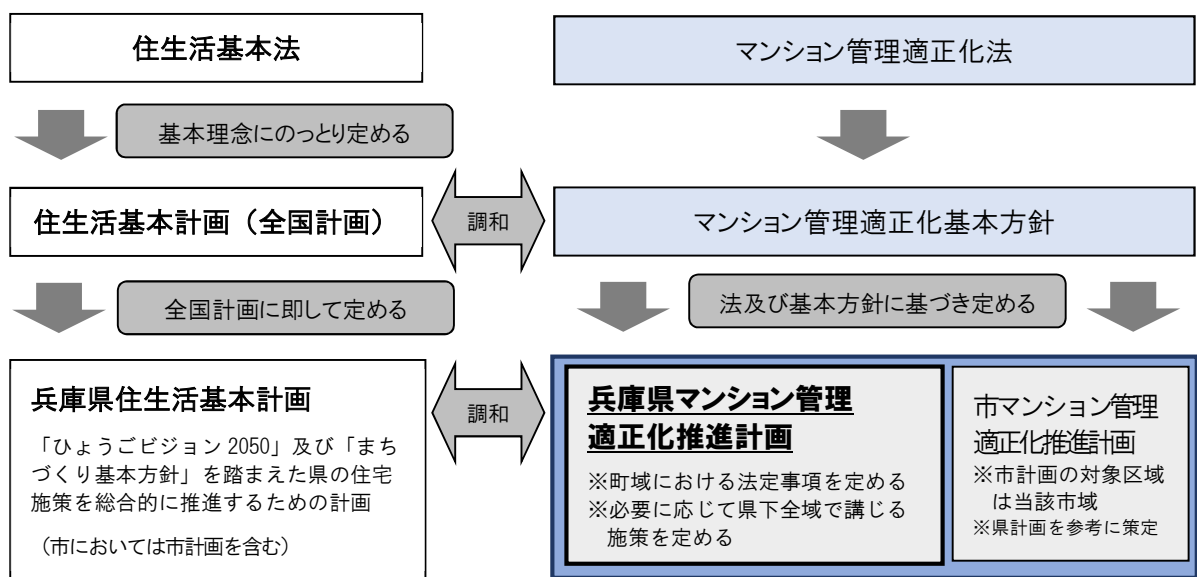 住生活基本法
マンション管理適正化法
基本理念にのっとり定める
住生活基本計画（全国計画）
調和
マンション管理適正化基本方針
全国計画に即して定める
法及び基本方針に基づき定める
兵庫県住生活基本計画
「ひょうごビジョン 2050」及び「まち
づくり基本方針」を踏まえた県の住宅
施策を総合的に推進するための計画
（市においては市計画を含む）
調和
兵庫県マンション管理
適正化推進計画
※町域における法定事項を定める
※必要に応じて県下全域で講じる
施策を定める
市マンション管理
適正化推進計画
※市計画の対象区域
は当該市域
※県計画を参考に策定